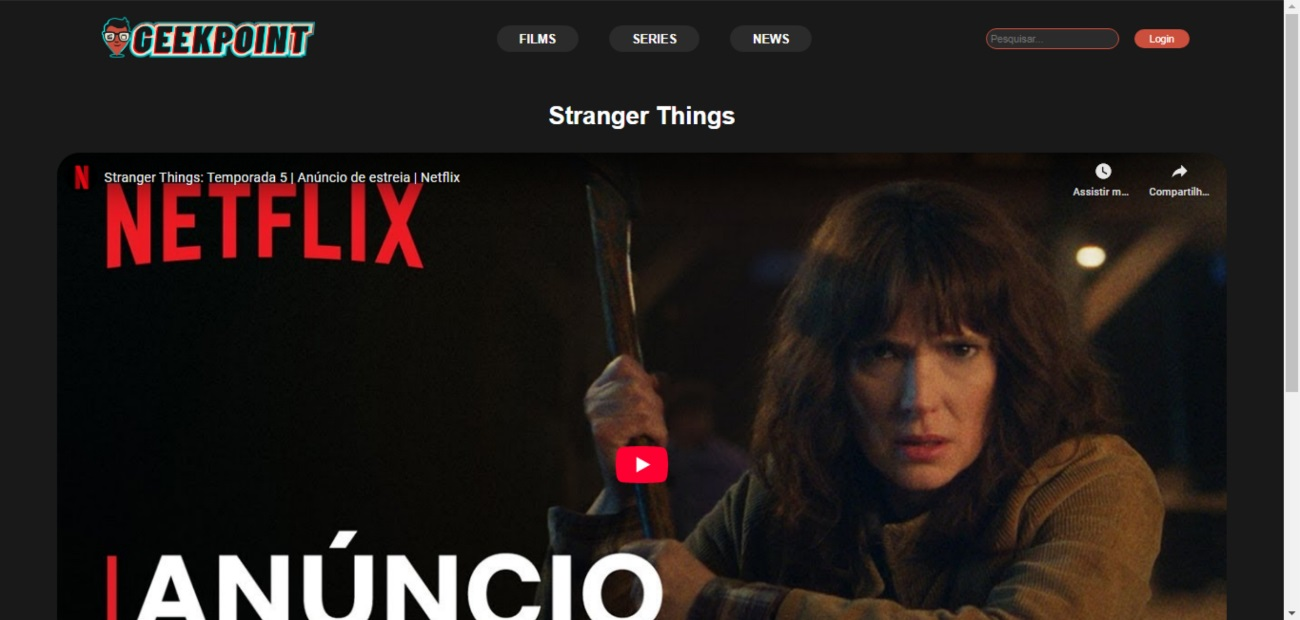 GEEKPOINT
FILMS
SERIES
NEWS
Pesquisar...
Login
Stranger Things
Stranger Things: Temporada 5 | Anúncio de estreia | Netflix
Assistir m...
Compartilh...
NETFLIX
ANÚNCIO